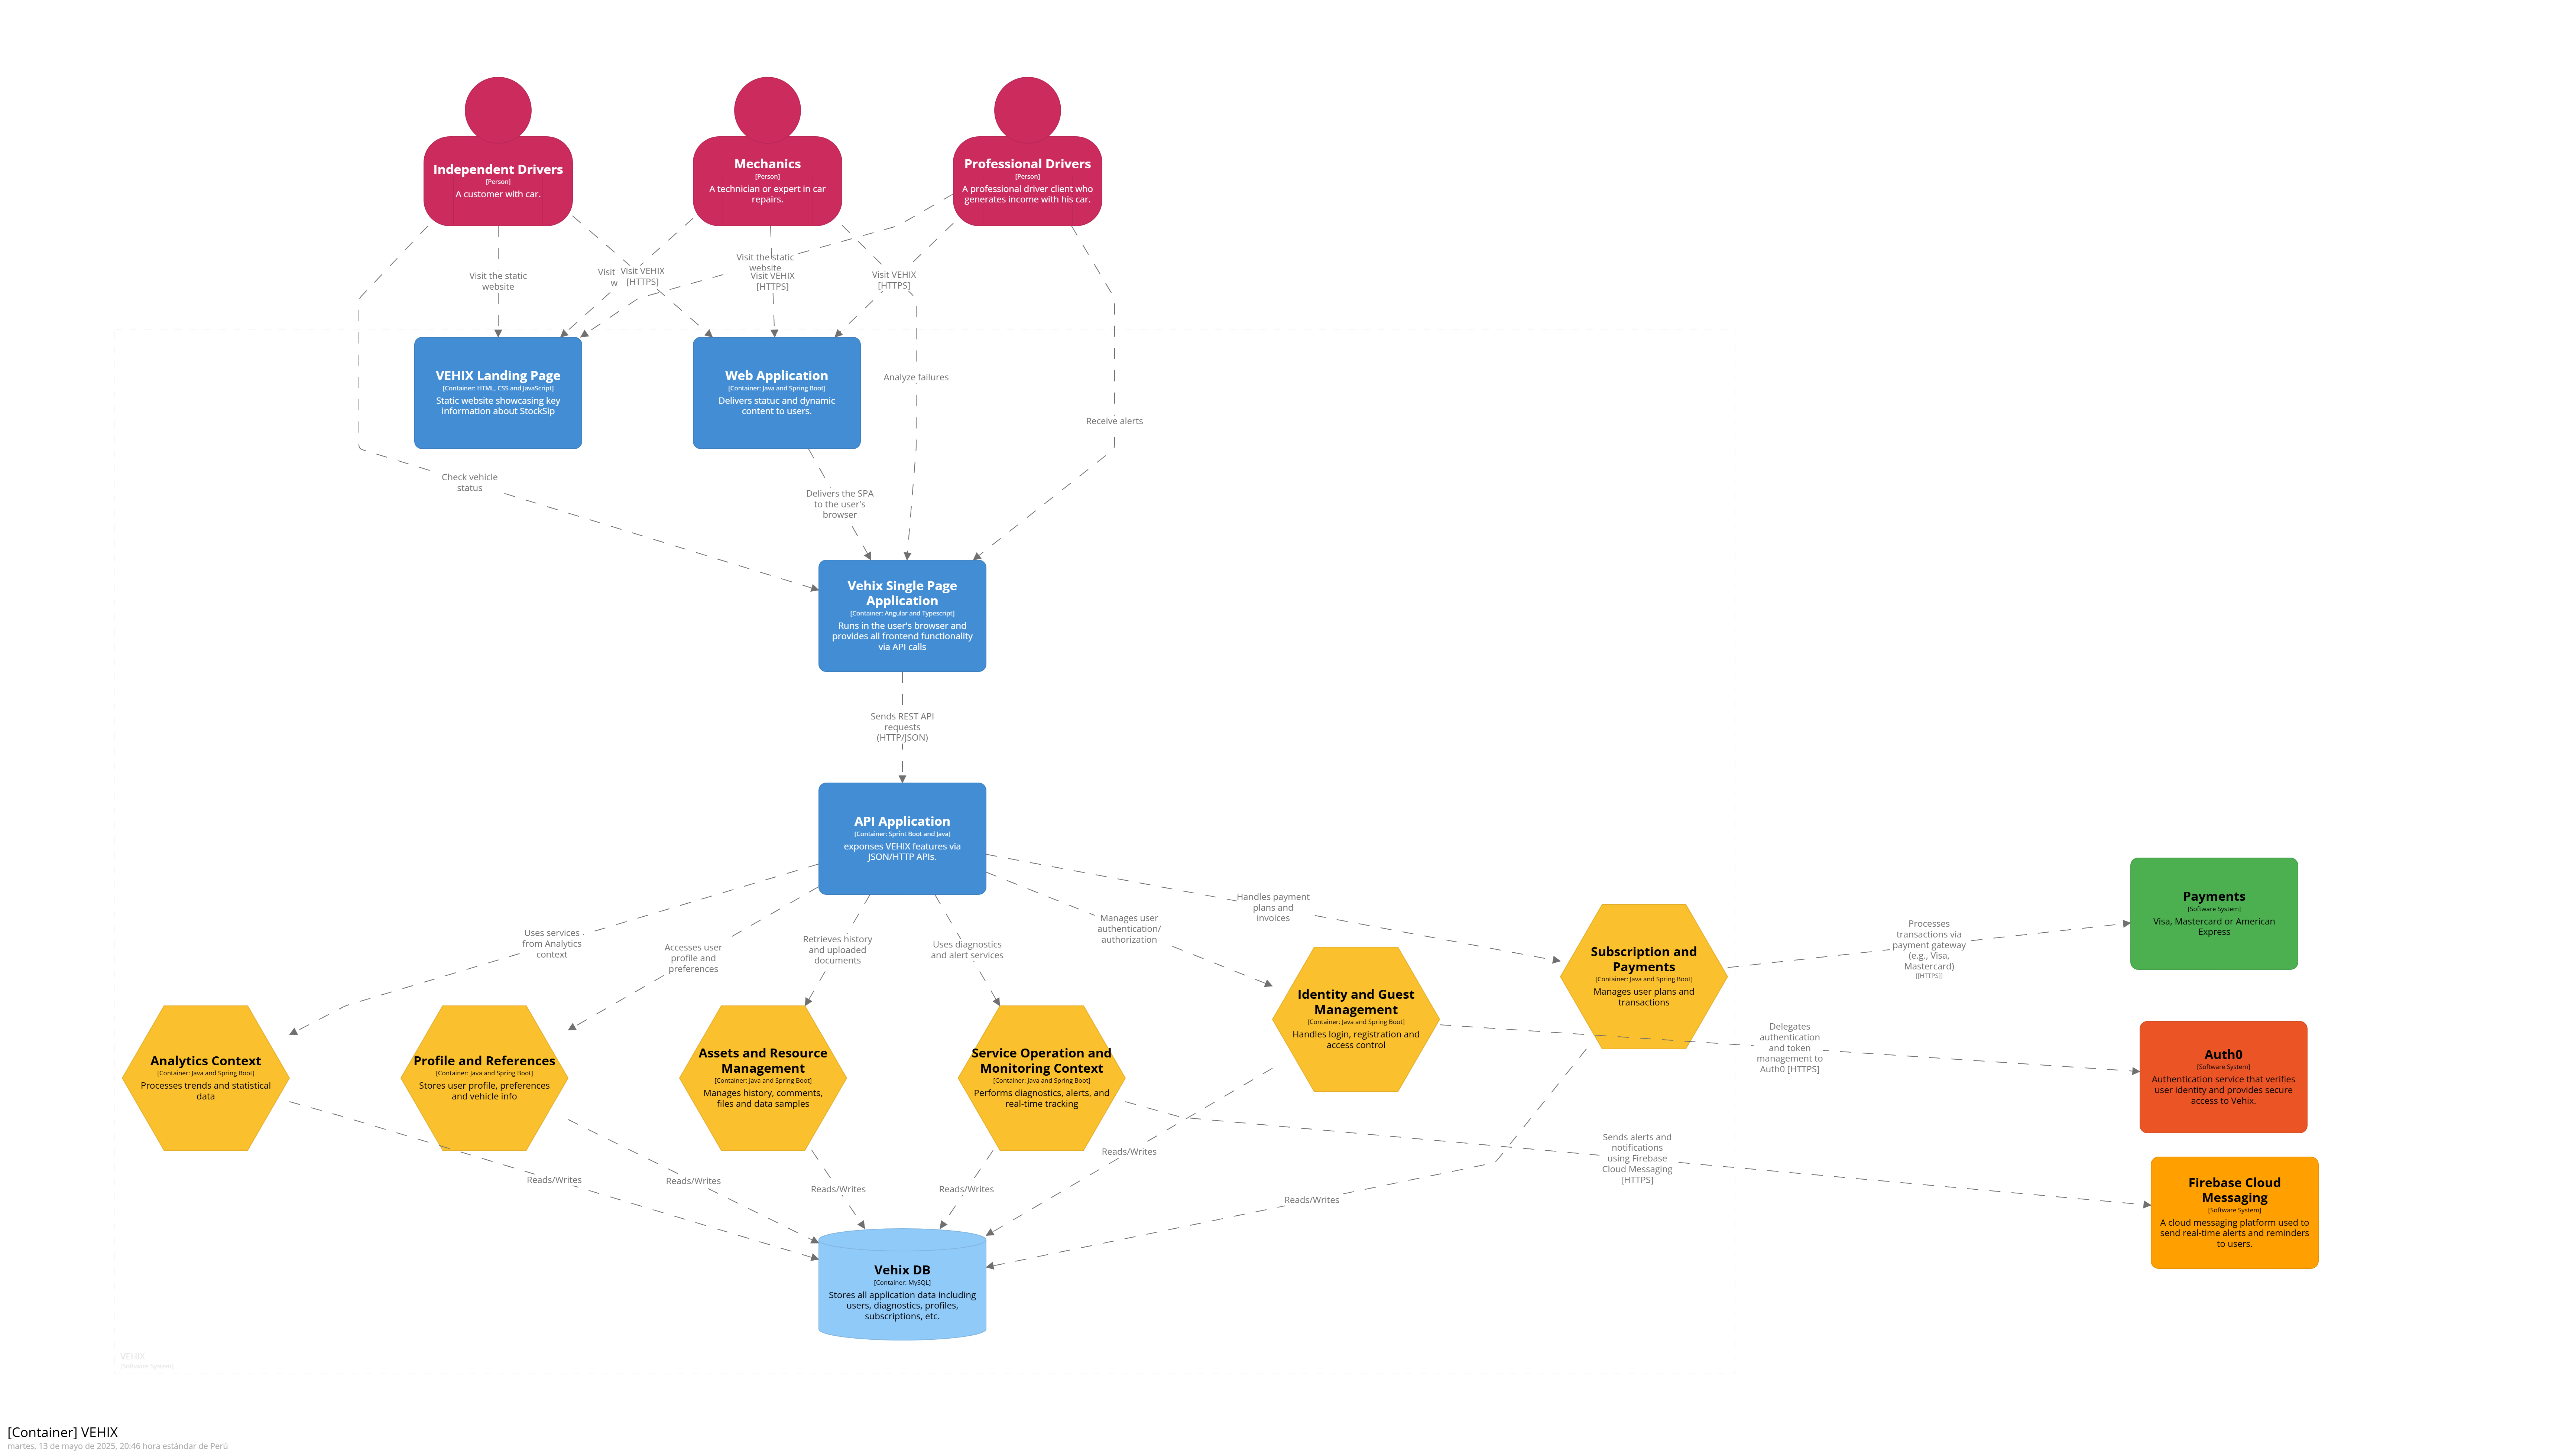 Independent Drivers
[Person]
A customer with car.
Mechanics
[Person]
A technician or expert in car
repairs.
Professional Drivers
[Person]
A professional driver client who
generates income with his car.
Visit the static
website
Visit
w
Visit VEHIX
[HTTPS]
Visit the static
website
Visit VEHIX
[HTTPS]
Visit VEHIX
[HTTPS]
VEHIX Landing Page
[Container: HTML, CSS and JavaScript]
Static website showcasing key
information about StockSip
Web Application
[Container: Java and Spring Boot]
Delivers statuc and dynamic
content to users.
Analyze failures
Receive alerts
Check vehicle
status
Delivers the SPA
to the user's
browser
Vehix Single Page
Application
[Container: Angular and Typescript]
Runs in the user's browser and
provides all frontend functionality
via API calls
Sends REST API
requests
(HTTP/JSON)
API Application
[Container: Sprint Boot and Java]
exponses VEHIX features via
JSON/HTTP APIs.
Uses services
from Analytics
context
Accesses user
profile and
preferences
Retrieves history
and uploaded
documents
Uses diagnostics
and alert services
Manages user
authentication/
authorization
Handles payment
plans and
invoices
Analytics Context
[Container: Java and Spring Boot]
Processes trends and statistical
data
Profile and References
[Container: Java and Spring Boot]
Stores user profile, preferences
and vehicle info
Assets and Resource
Management
[Container: Java and Spring Boot]
Manages history, comments,
files and data samples
Service Operation and
Monitoring Context
[Container: Java and Spring Boot]
Performs diagnostics, alerts, and
real-time tracking
Identity and Guest
Management
[Container: Java and Spring Boot]
Handles login, registration and
access control
Subscription and
Payments
[Container: Java and Spring Boot]
Manages user plans and
transactions
Processes
transactions via
payment gateway
(e.g., Visa,
Mastercard)
[[HTTPS]]
Payments
[Software System]
Visa, Mastercard or American
Express
Delegates
authentication
and token
management to
Auth0 [HTTPS]
Auth0
[Software System]
Authentication service that verifies
user identity and provides secure
access to Vehix.
Sends alerts and
notifications
using Firebase
Cloud Messaging
[HTTPS]
Firebase Cloud
Messaging
[Software System]
A cloud messaging platform used to
send real-time alerts and reminders
to users.
Reads/Writes
Reads/Writes
Reads/Writes
Reads/Writes
Reads/Writes
Reads/Writes
Vehix DB
[Container: MySQL]
Stores all application data including
users, diagnostics, profiles,
subscriptions, etc.
VEHIX
[Software System]
[Container] VEHIX
martes, 13 de mayo de 2025, 20:46 hora estándar de Perú